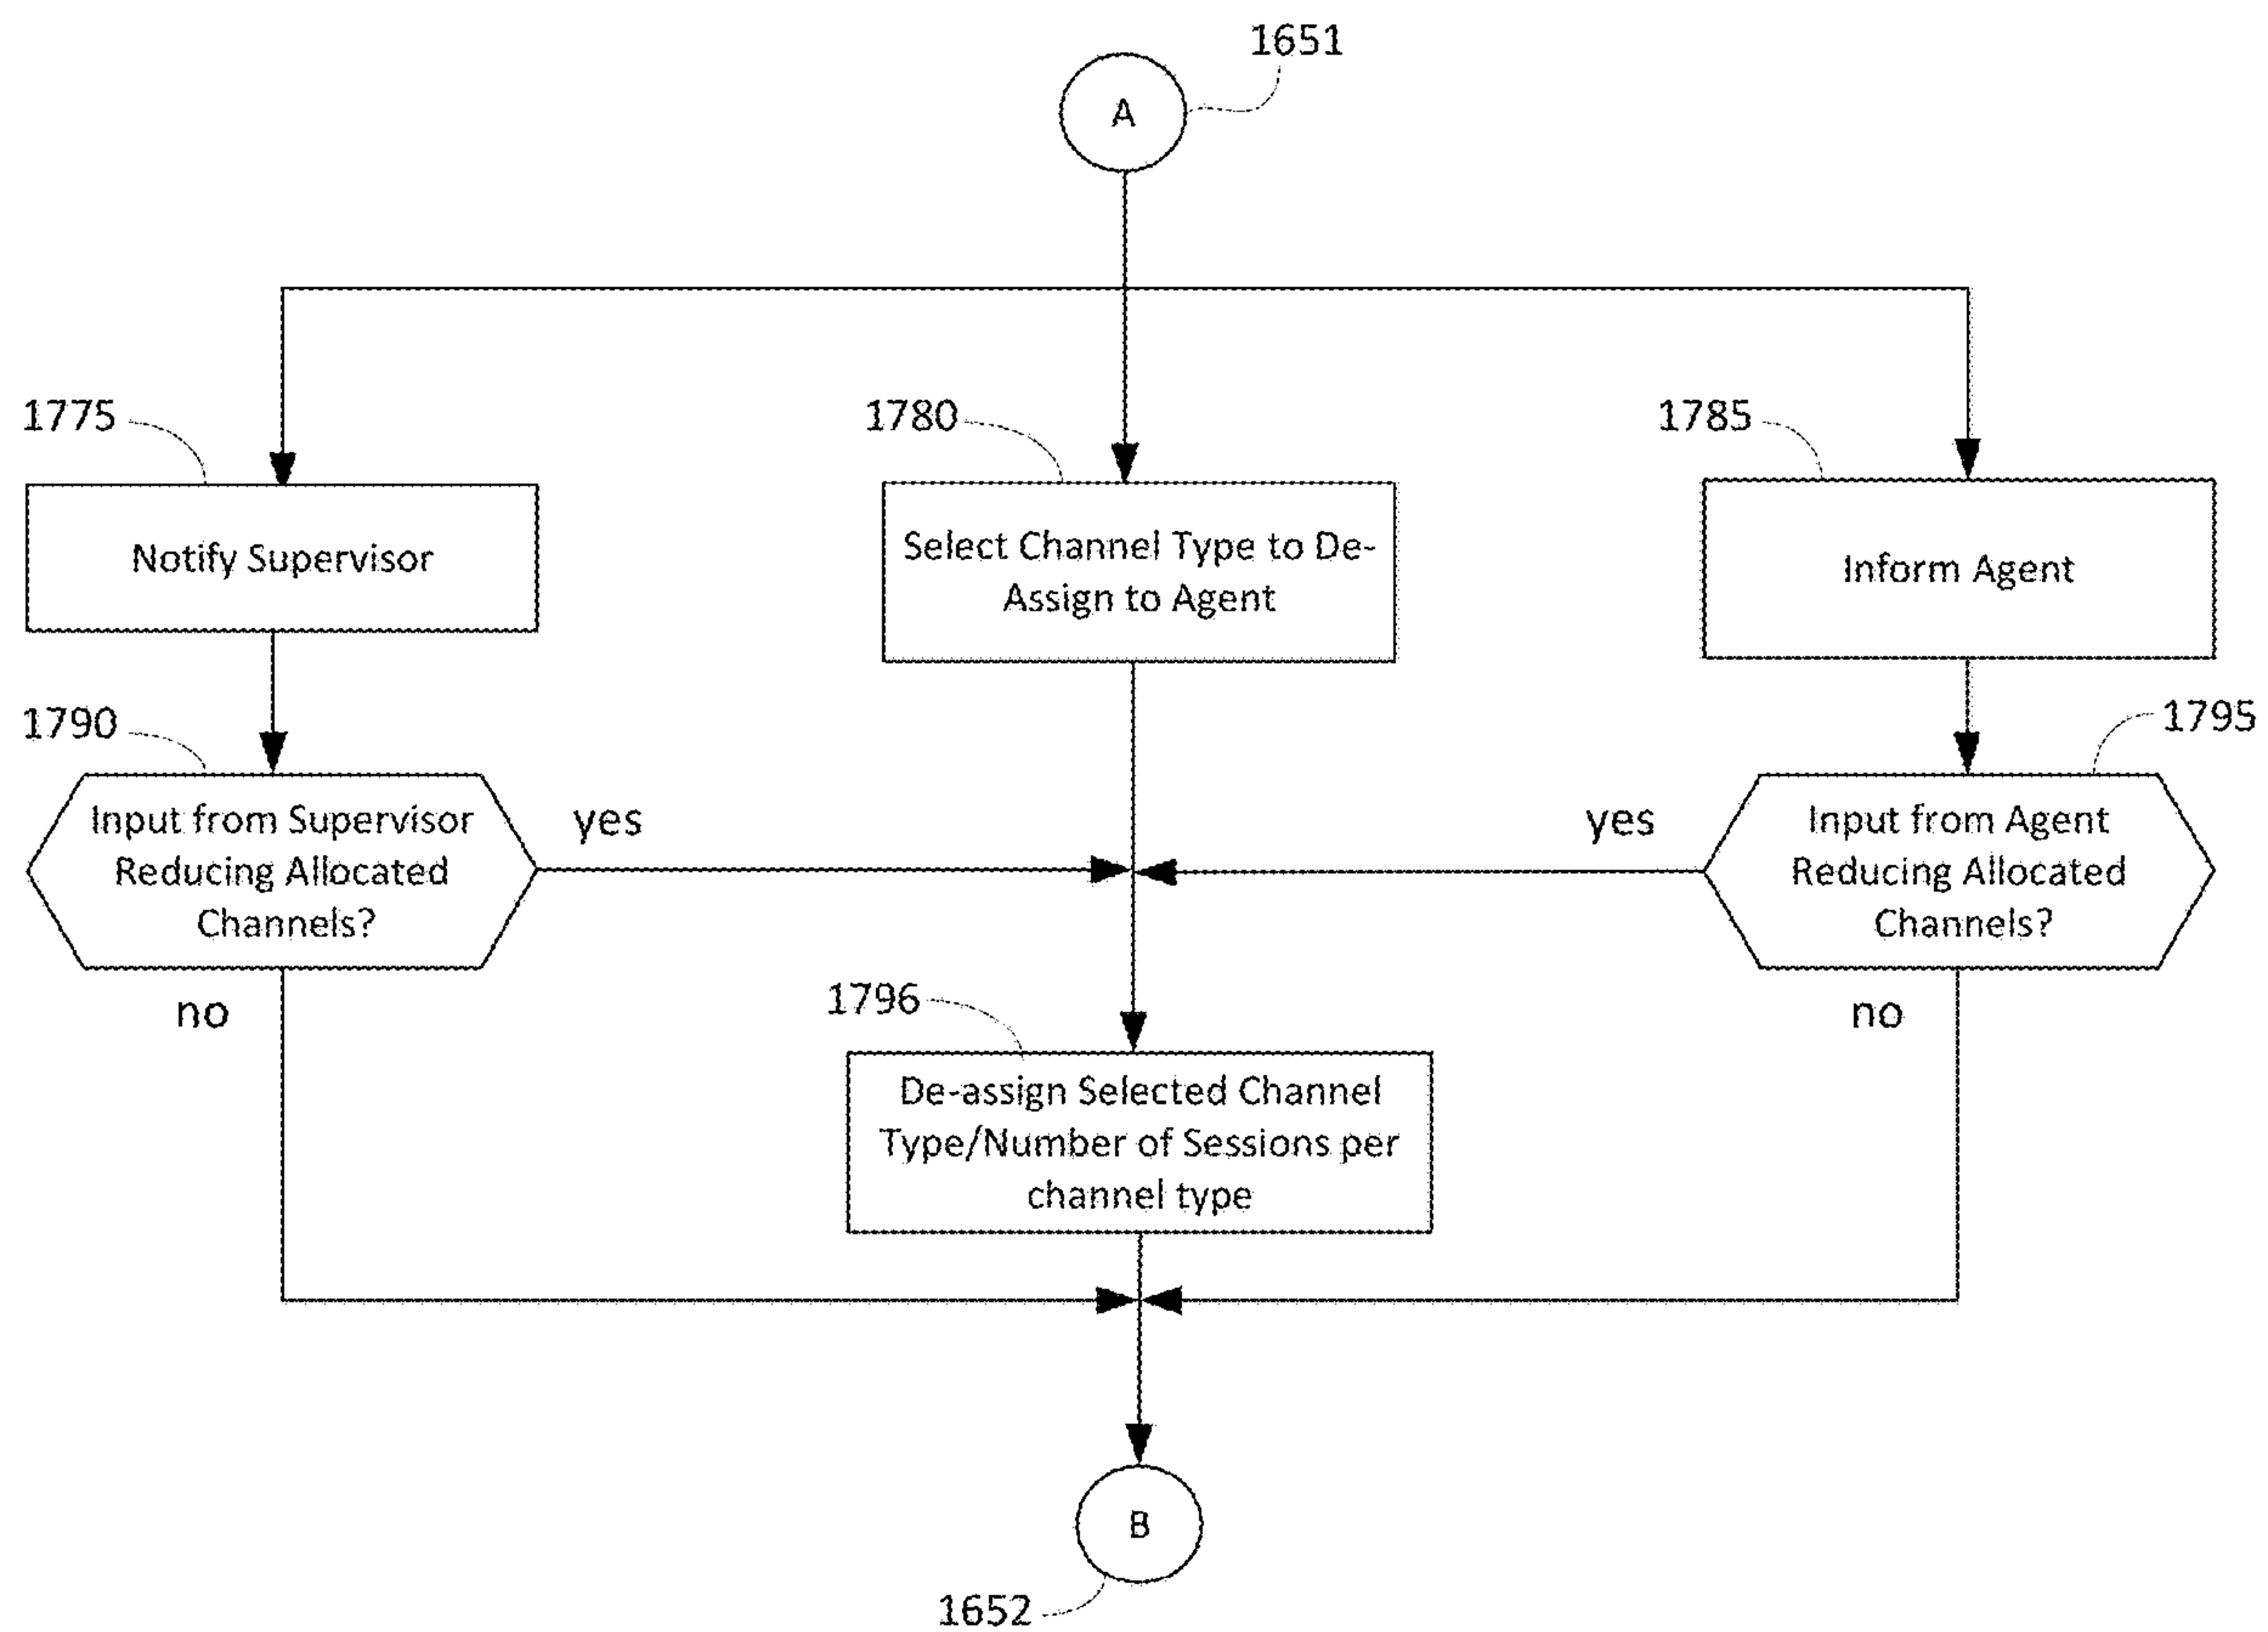 1651
A
1775
1780
1785
Notify Supervisor
Select Channel Type to De-
Assign to Agent
Inform Agent
1790
1795
Input from Supervisor
Reducing Allocated
Channels?
yes
yes
Input from Agent
Reducing Allocated
Channels?
no
1796
no
De-assign Selected Channel
Type/Number of Sessions per
channel type
B
1652